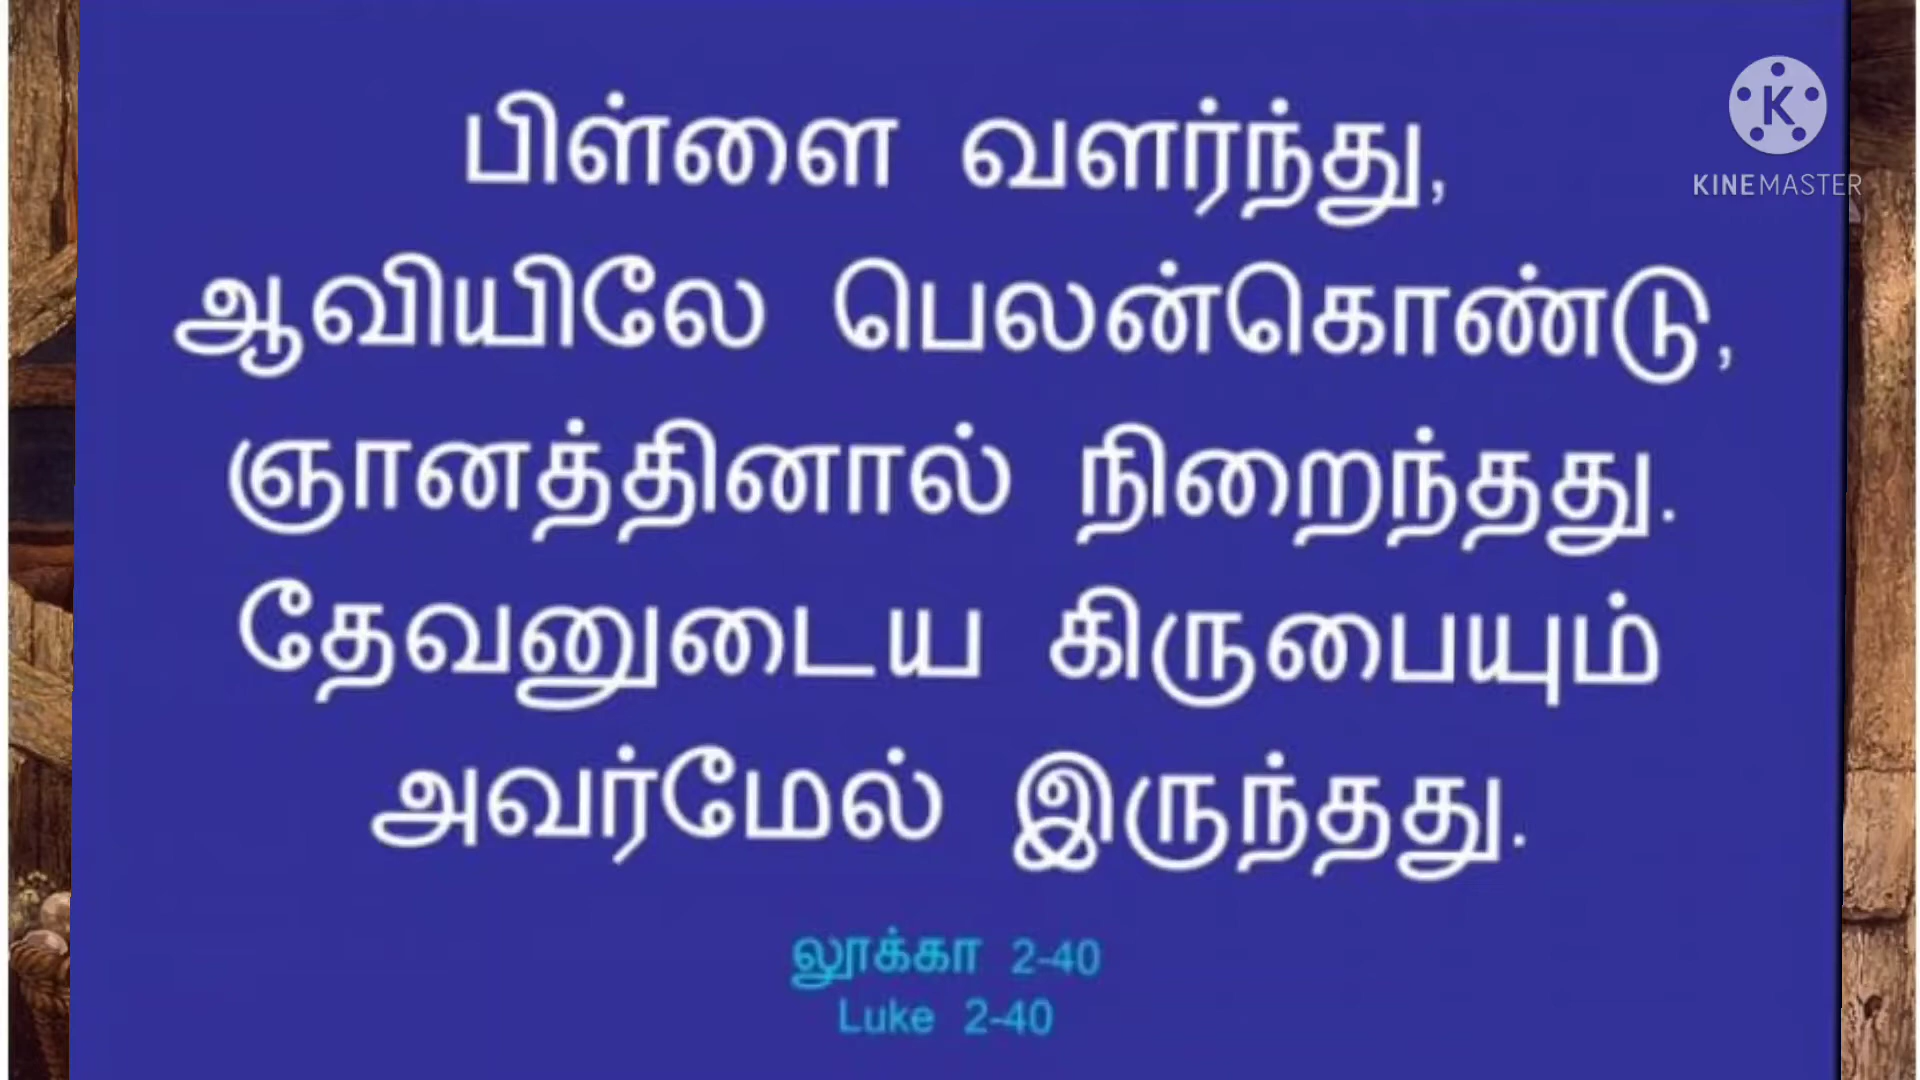 பிள்ளை வளர்ந்து,
ஆவியிலே பெலன்கொண்டு,
ஞானத்தினால் நிறைந்தது.
தேவனுடைய கிருபையும்
அவர்மேல் இருந்தது.
லூக்கா 2-40
Luke 2-40
K
KINEMASTER